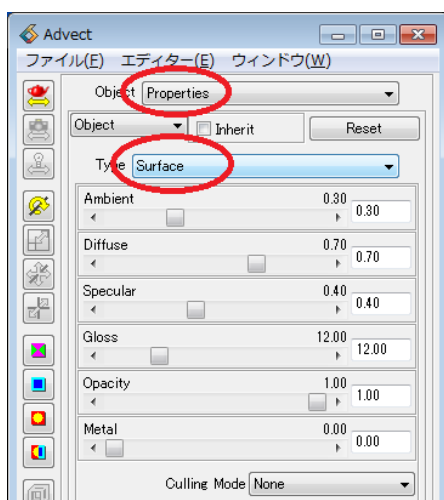 Advect
ファイル(F) エディター(E) ウィンドウ(W)
Object Properties
Object Inherit Reset
Type Surface
Ambient 0.30 0.30
Diffuse 0.70 0.70
Specular 0.40 0.40
Gloss 12.00 12.00
Opacity 1.00 1.00
Metal 0.00 0.00
Culling Mode None